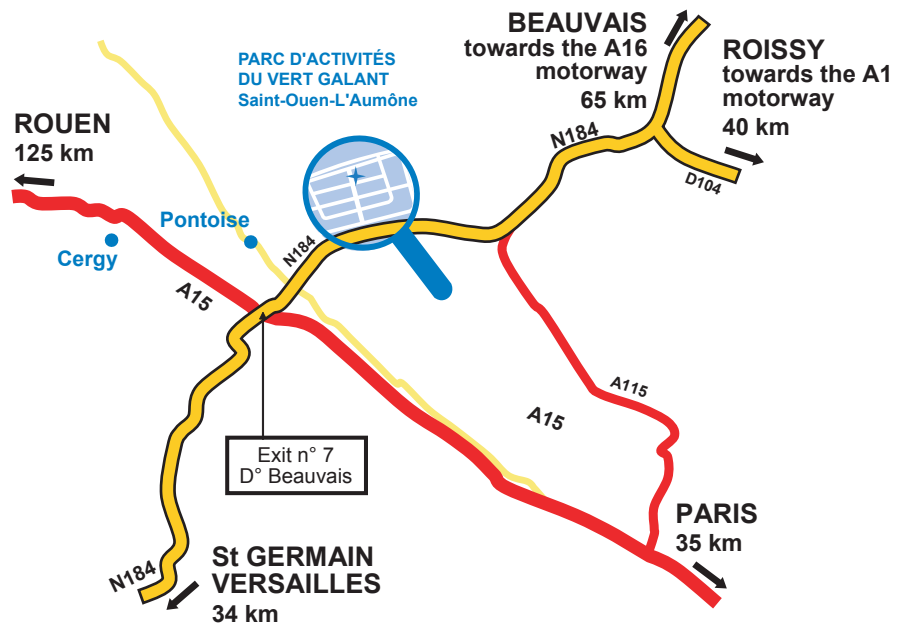 BEAUVAIS
towards the A16
motorway
65 km
ROISSY
towards the A1
motorway
40 km
PARC D'ACTIVITÉS
DU VERT GALANT
Saint-Ouen-L'Aumône
ROUEN
125 km
N184
D104
Pontoise
Cergy
N184
A15
A115
A15
Exit n° 7
D° Beauvais
PARIS
35 km
N184
St GERMAIN
VERSAILLES
34 km